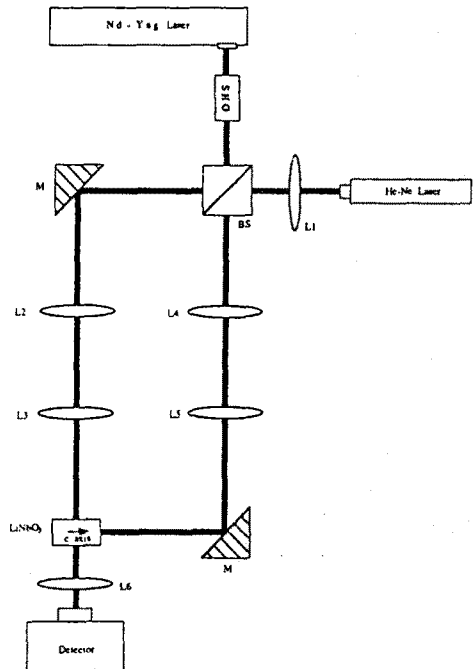 Nd-Yag Laser
SHG
M
BS
L1
He-Ne Laser
L2
L4
L3
L5
LiNbO3
c axis
M
L6
Detector